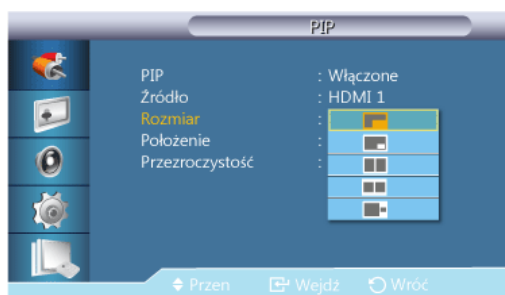 PIP
PIP : Włączone
Źródło : HDMI 1
Rozmiar :
Położenie :
Przezroczystość :
Przen Wejdź Wróć